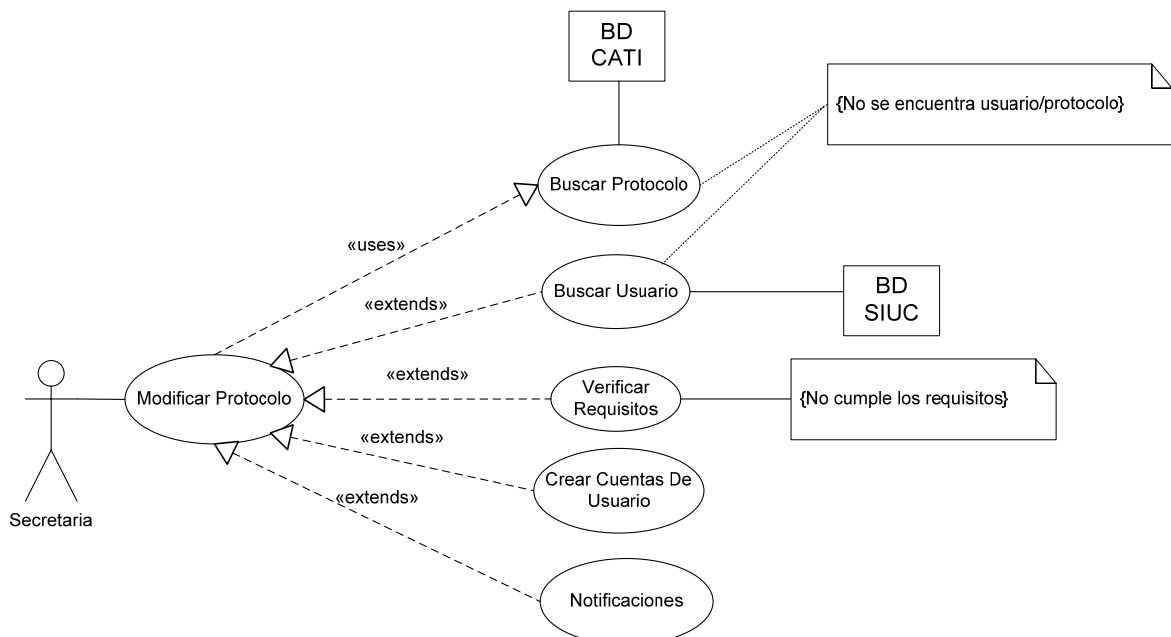 BD
CATI
{No se encuentra usuario/protocolo}
Buscar Protocolo
«uses»
Buscar Usuario
BD
SIUC
«extends»
«extends»
Modificar Protocolo
Verificar
Requisitos
{No cumple los requisitos}
«extends»
Crear Cuentas De
Usuario
«extends»
Secretaria
Notificaciones